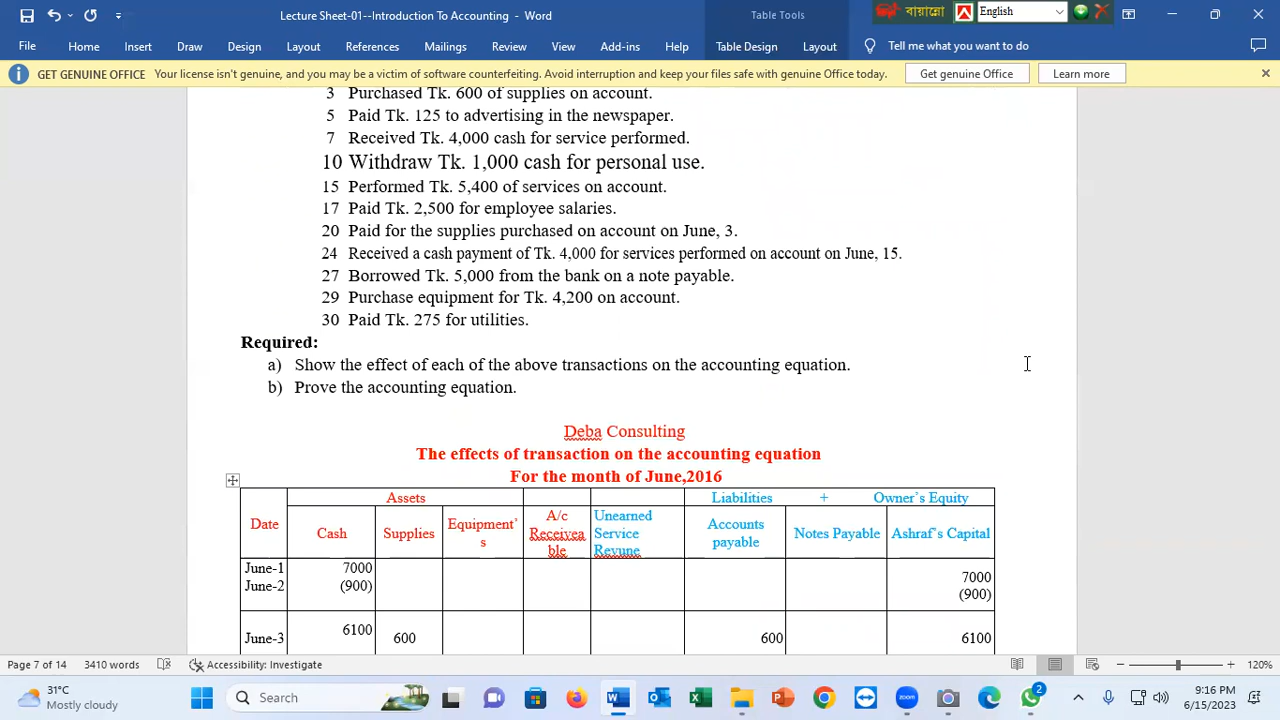 Lecture Sheet-01--Introduction To Accounting - Word
Table Tools
বায়ান্নো
English
File Home Insert Draw Design Layout References Mailings Review View Add-ins Help Table Design Layout Tell me what you want to do
GET GENUINE OFFICE Your license isn't genuine, and you may be a victim of software counterfeiting. Avoid interruption and keep your files safe with genuine Office today. Get genuine Office Learn more
3 Purchased Tk. 600 of supplies on account.
5 Paid Tk. 125 to advertising in the newspaper.
7 Received Tk. 4,000 cash for service performed.
10 Withdraw Tk. 1,000 cash for personal use.
15 Performed Tk. 5,400 of services on account.
17 Paid Tk. 2,500 for employee salaries.
20 Paid for the supplies purchased on account on June, 3.
24 Received a cash payment of Tk. 4,000 for services performed on account on June, 15.
27 Borrowed Tk. 5,000 from the bank on a note payable.
29 Purchase equipment for Tk. 4,200 on account.
30 Paid Tk. 275 for utilities.
Required:
a) Show the effect of each of the above transactions on the accounting equation.
b) Prove the accounting equation.
Deba Consulting
The effects of transaction on the accounting equation
For the month of June,2016
Assets Liabilities + Owner's Equity
Date Cash Supplies Equipment' s A/c Receivea ble Unearned Service Revune Accounts payable Notes Payable Ashraf's Capital
June-1 7000 7000
June-2 (900) (900)
6100
June-3 600 600 6100
Page 7 of 14 3410 words Accessibility: Investigate 120%
31°C
Mostly cloudy
Search
2
9:16 PM
6/15/2023